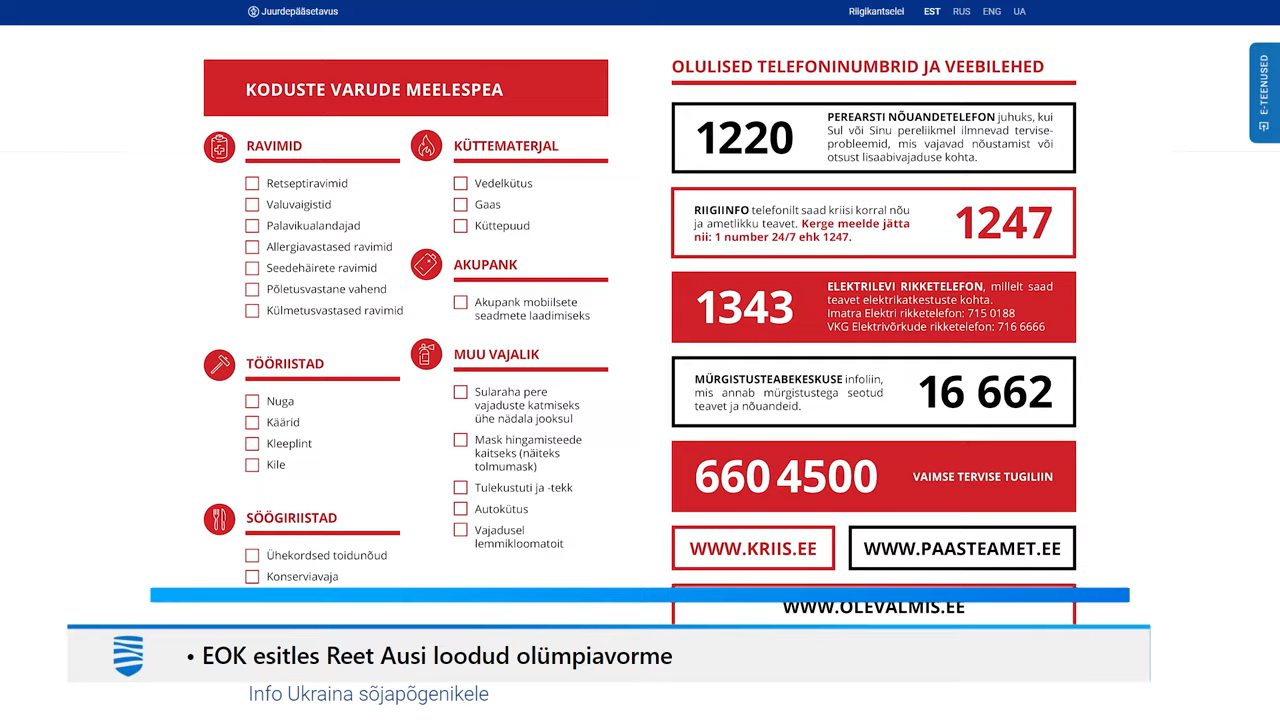 Juurdepääsetavus
Riigikantselei EST RUS ENG UA
E-TEENUSED
KODUSTE VARUDE MEELESPEA
RAVIMID
Retseptiravimid
Valuvaigistid
Palavikualandajad
Allergiavastased ravimid
Seedehäirete ravimid
Põletusvastane vahend
Külmetusvastased ravimid
TÖÖRIISTAD
Nuga
Käärid
Kleeplint
Kile
SÖÖGIRIISTAD
Ühekordsed toidunõud
Konserviavaja
KÜTTEMATERJAL
Vedelkütus
Gaas
Küttepuud
AKUPANK
Akupank mobiilsete
seadmete laadimiseks
MUU VAJALIK
Sularaha pere
vajaduste katmiseks
ühe nädala jooksul
Mask hingamisteede
kaitseks (näiteks
tolmumask)
Tulekustuti ja -tekk
Autokütus
Vajadusel
lemmikloomatoit
OLULISED TELEFONINUMBRID JA VEEBILEHED
1220
PEREARSTI NÕUANDETELEFON juhuks, kui
Sul või Sinu pereliikmel ilmnevad tervise-
probleemid, mis vajavad nõustamist või
otsust lisaabivajaduse kohta.
RIIGIINFO telefonilt saad kriisi korral nõu
ja ametlikku teavet. Kerge meelde jätta
nii: 1 number 24/7 ehk 1247.
1247
1343
ELEKTRILEVI RIKKETELEFON, millelt saad
teavet elektrikatkestuste kohta.
Imatra Elektri rikketelefon: 715 0188
VKG Elektrivõrkude rikketelefon: 716 6666
MÜRGISTUSTEABEKESKUSE infoliin,
mis annab mürgistustega seotud
teavet ja nõuandeid.
16 662
660 4500
VAIMSE TERVISE TUGILIIN
WWW.KRIIS.EE
WWW.PAASTEAMET.EE
WWW.OLEVALMIS.EE
• EOK esitles Reet Ausi loodud olümpiavorme
Info Ukraina sõjapõgenikele